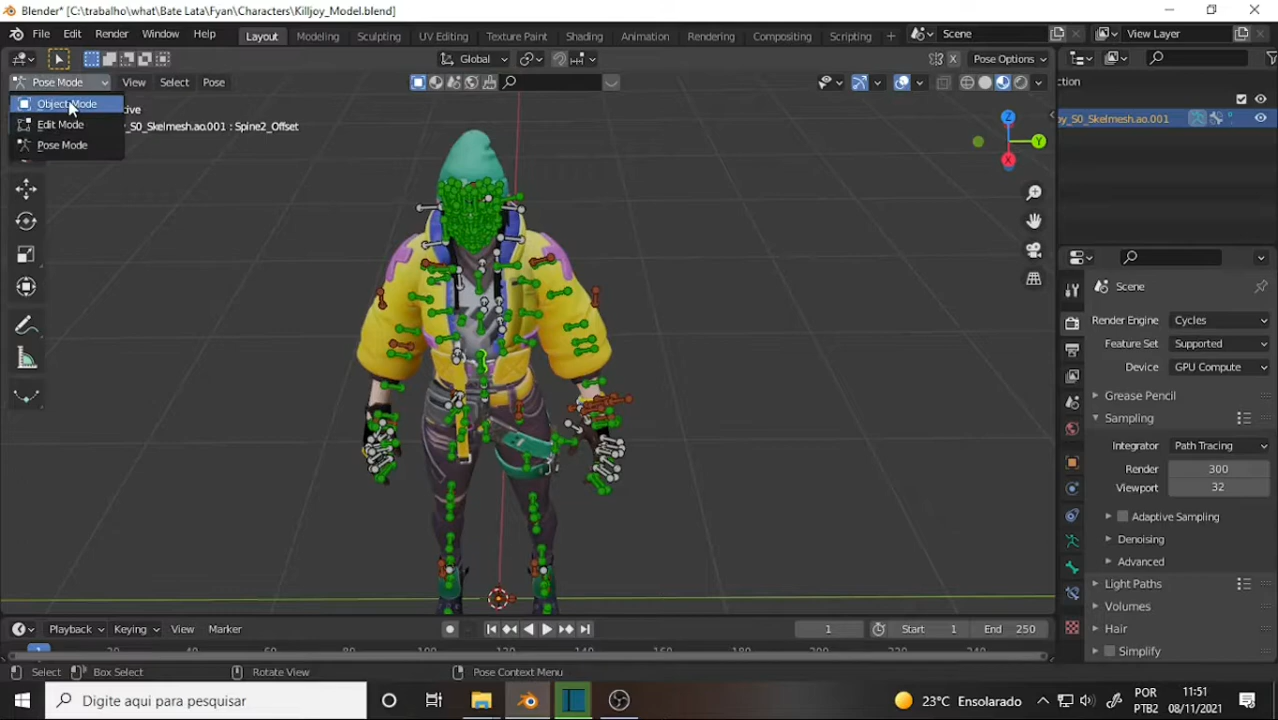 Blender* [C:\trabalho\what\Bate Lata\Fyan\Characters\Killjoy_Model.blend]
File Edit Render Window Help Layout Modeling Sculpting UV Editing Texture Paint Shading Animation Rendering Compositing Scripting + Scene View Layer
Global Pose Options
Pose Mode View Select Pose
Object Mode
Edit Mode
Pose Mode
_S0_Skelmesh.ao.001 : Spine2_Offset
Z
Y
X
ction
oy_S0_Skelmesh.ao.001
Scene
Render Engine Cycles
Feature Set Supported
Device GPU Compute
Grease Pencil
Sampling
Integrator Path Tracing
Render 300
Viewport 32
Adaptive Sampling
Denoising
Advanced
Light Paths
Volumes
Hair
Simplify
Playback Keying View Marker 1 Start 1 End 250
1
Select Box Select Rotate View Pose Context Menu
Digite aqui para pesquisar
23°C Ensolarado
POR
PTB2
11:51
08/11/2021